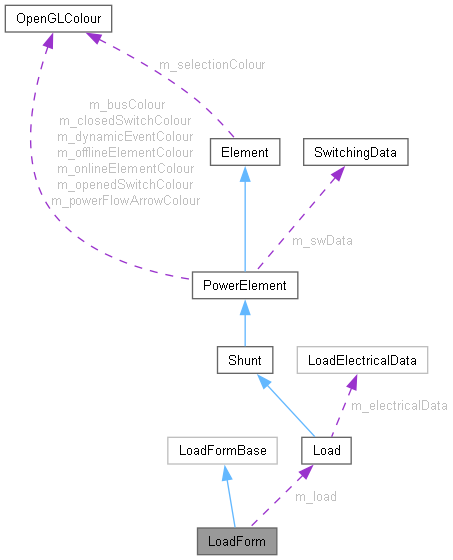 OpenGLColour
m_selectionColour
m_busColour
m_closedSwitchColour
m_dynamicEventColour
m_offlineElementColour
m_onlineElementColour
m_openedSwitchColour
m_powerFlowArrowColour
Element
SwitchingData
m_swData
PowerElement
Shunt
LoadElectricalData
m_electricalData
LoadFormBase
Load
m_load
LoadForm